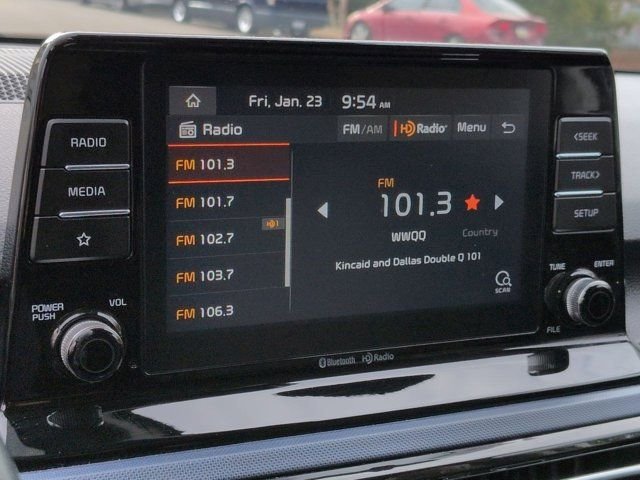 Fri, Jan. 23 9:54 AM
Radio FM/AM HD Radio Menu
FM 101.3
FM 101.7
FM 102.7 HD1
FM 103.7
FM 106.3
FM
101.3
WWQQ Country
Kincaid and Dallas Double Q 101
SCAN
RADIO
MEDIA
POWER
PUSH
VOL
<SEEK
TRACK>
SETUP
TUNE
ENTER
FILE
Bluetooth HD Radio